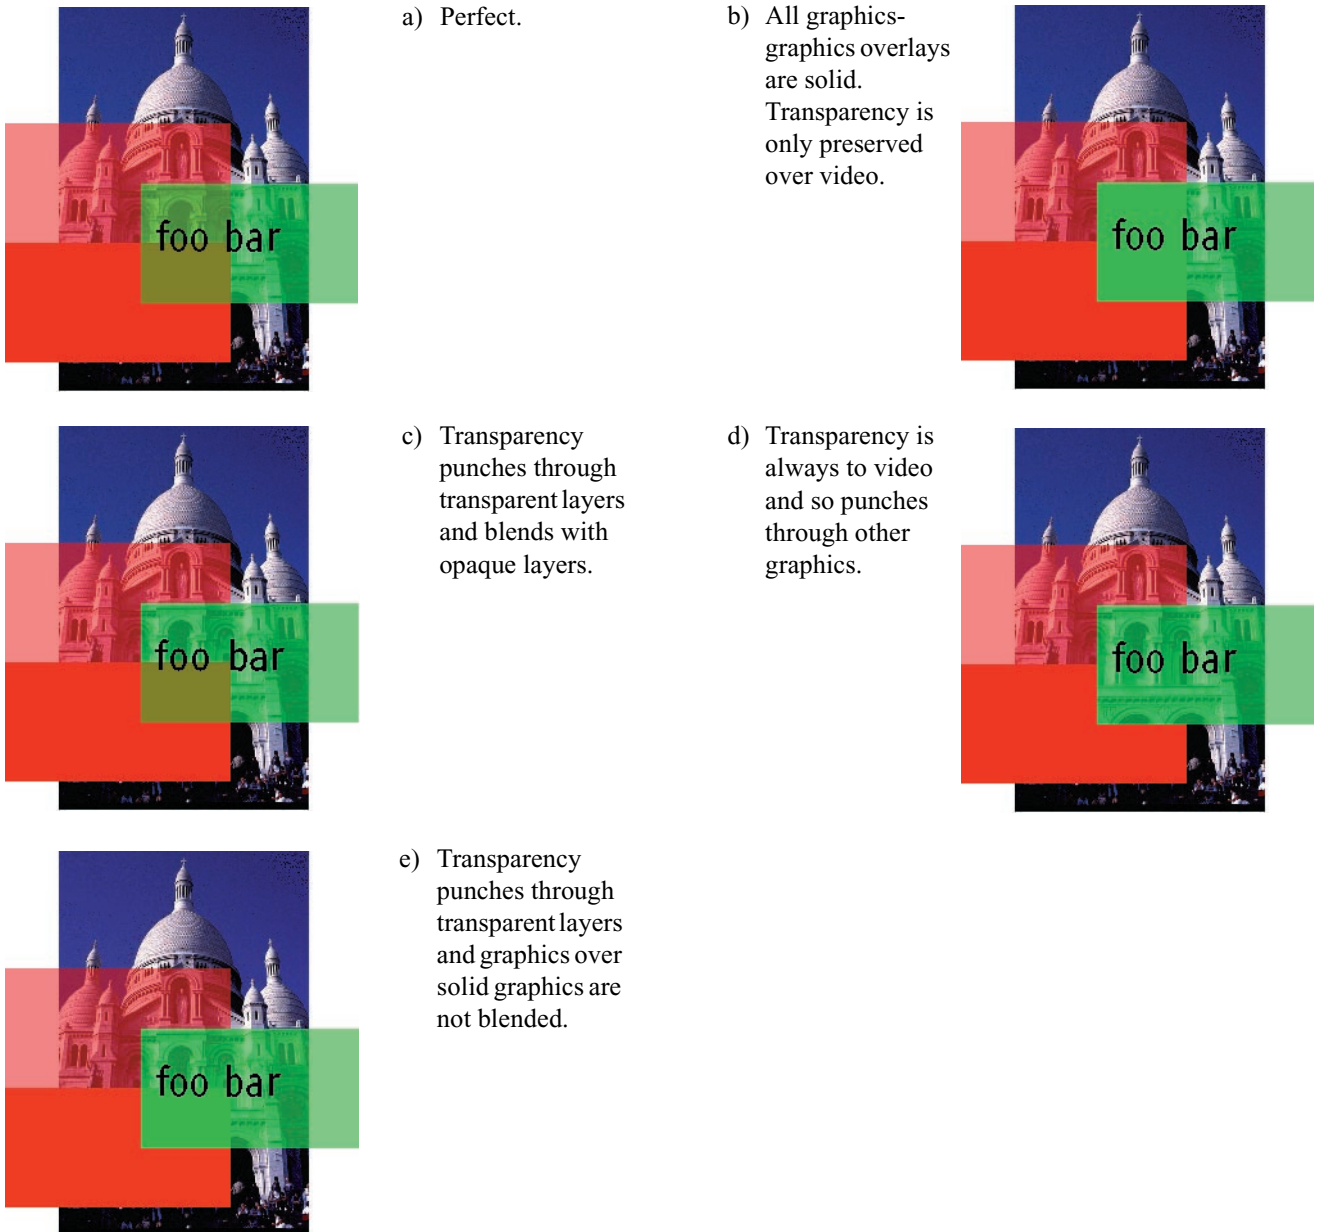 a) Perfect.
b) All graphics-
graphics overlays
are solid.
Transparency is
only preserved
over video.
foo bar
foo bar
c) Transparency
punches through
transparent layers
and blends with
opaque layers.
d) Transparency is
always to video
and so punches
through other
graphics.
foo bar
foo bar
e) Transparency
punches through
transparent layers
and graphics over
solid graphics are
not blended.
foo bar